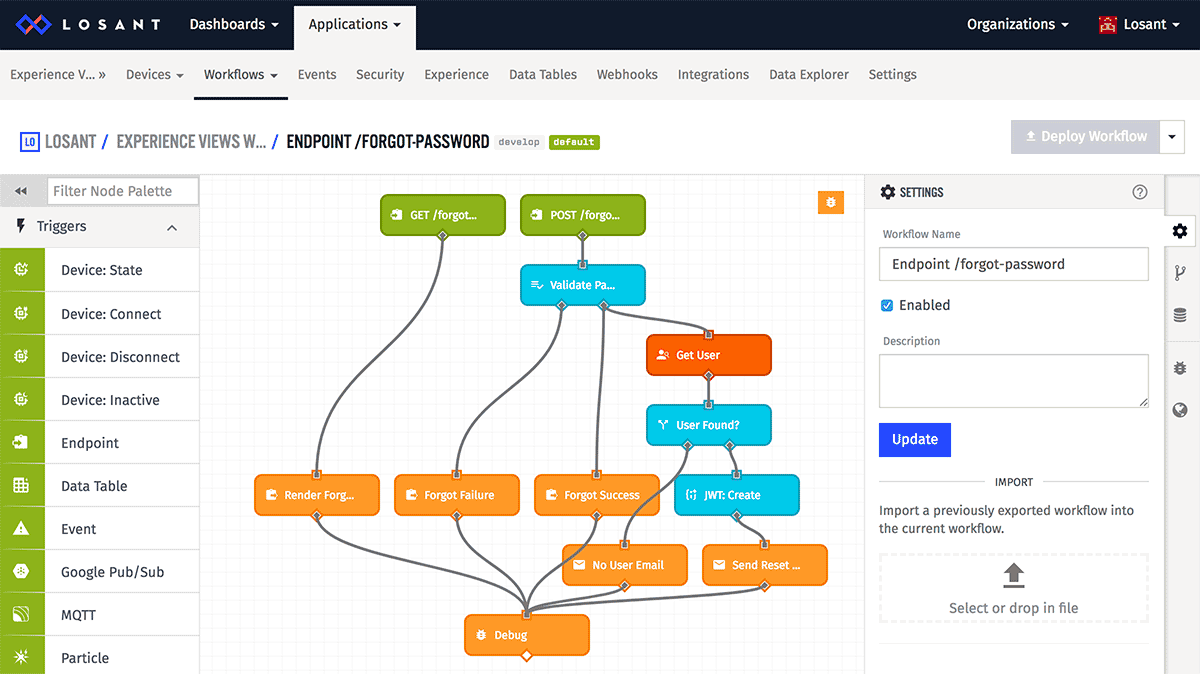 LOSANT Dashboards Applications Organizations Losant
Experience V... » Devices Workflows Events Security Experience Data Tables Webhooks Integrations Data Explorer Settings
LO LOSANT / EXPERIENCE VIEWS W... / ENDPOINT /FORGOT-PASSWORD develop default
Deploy Workflow
Filter Node Palette
Triggers
Device: State
Device: Connect
Device: Disconnect
Device: Inactive
Endpoint
Data Table
Event
Google Pub/Sub
MQTT
Particle
GET /forgot...
POST /forgo...
Validate Pa...
Get User
User Found?
Render Forg...
Forgot Failure
Forgot Success
JWT: Create
No User Email
Send Reset ...
Debug
SETTINGS
Workflow Name
Endpoint /forgot-password
Enabled
Description
Update
IMPORT
Import a previously exported workflow into
the current workflow.
Select or drop in file